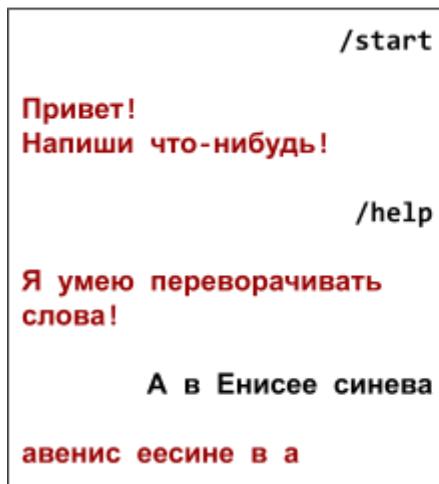 /start
Привет!
Напиши что-нибудь!
/help
Я умею переворачивать
слова!
А в Енисее синева
авенис еесине в а